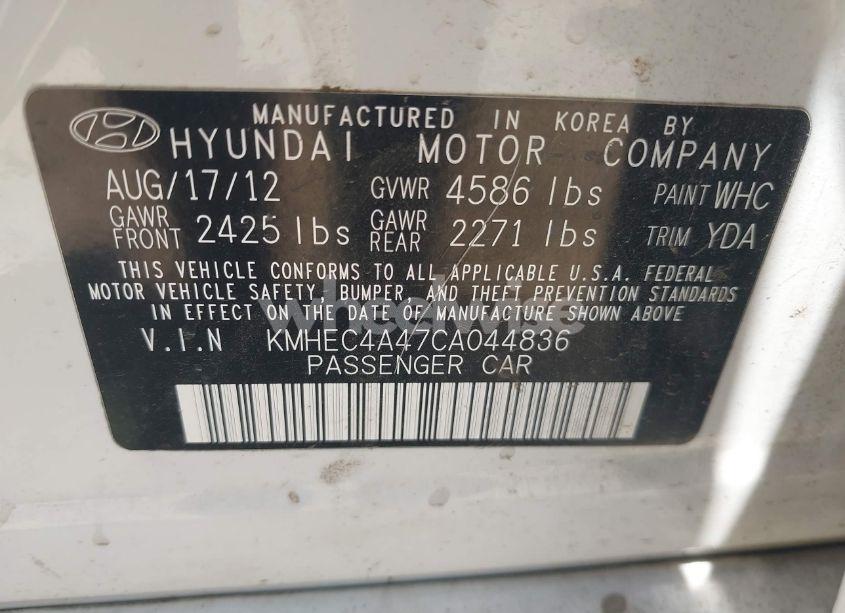 MANUFACTURED IN KOREA BY
HYUNDAI MOTOR COMPANY
AUG/17/12 GVWR 4586 lbs PAINT WHC
GAWR FRONT 2425 lbs GAWR REAR 2271 lbs TRIM YDA
THIS VEHICLE CONFORMS TO ALL APPLICABLE U.S.A. FEDERAL
MOTOR VEHICLE SAFETY, BUMPER, AND THEFT PREVENTION STANDARDS
IN EFFECT ON THE DATE OF MANUFACTURE SHOWN ABOVE
V.I.N KMHEC4A47CA044836
PASSENGER CAR
wheelwise